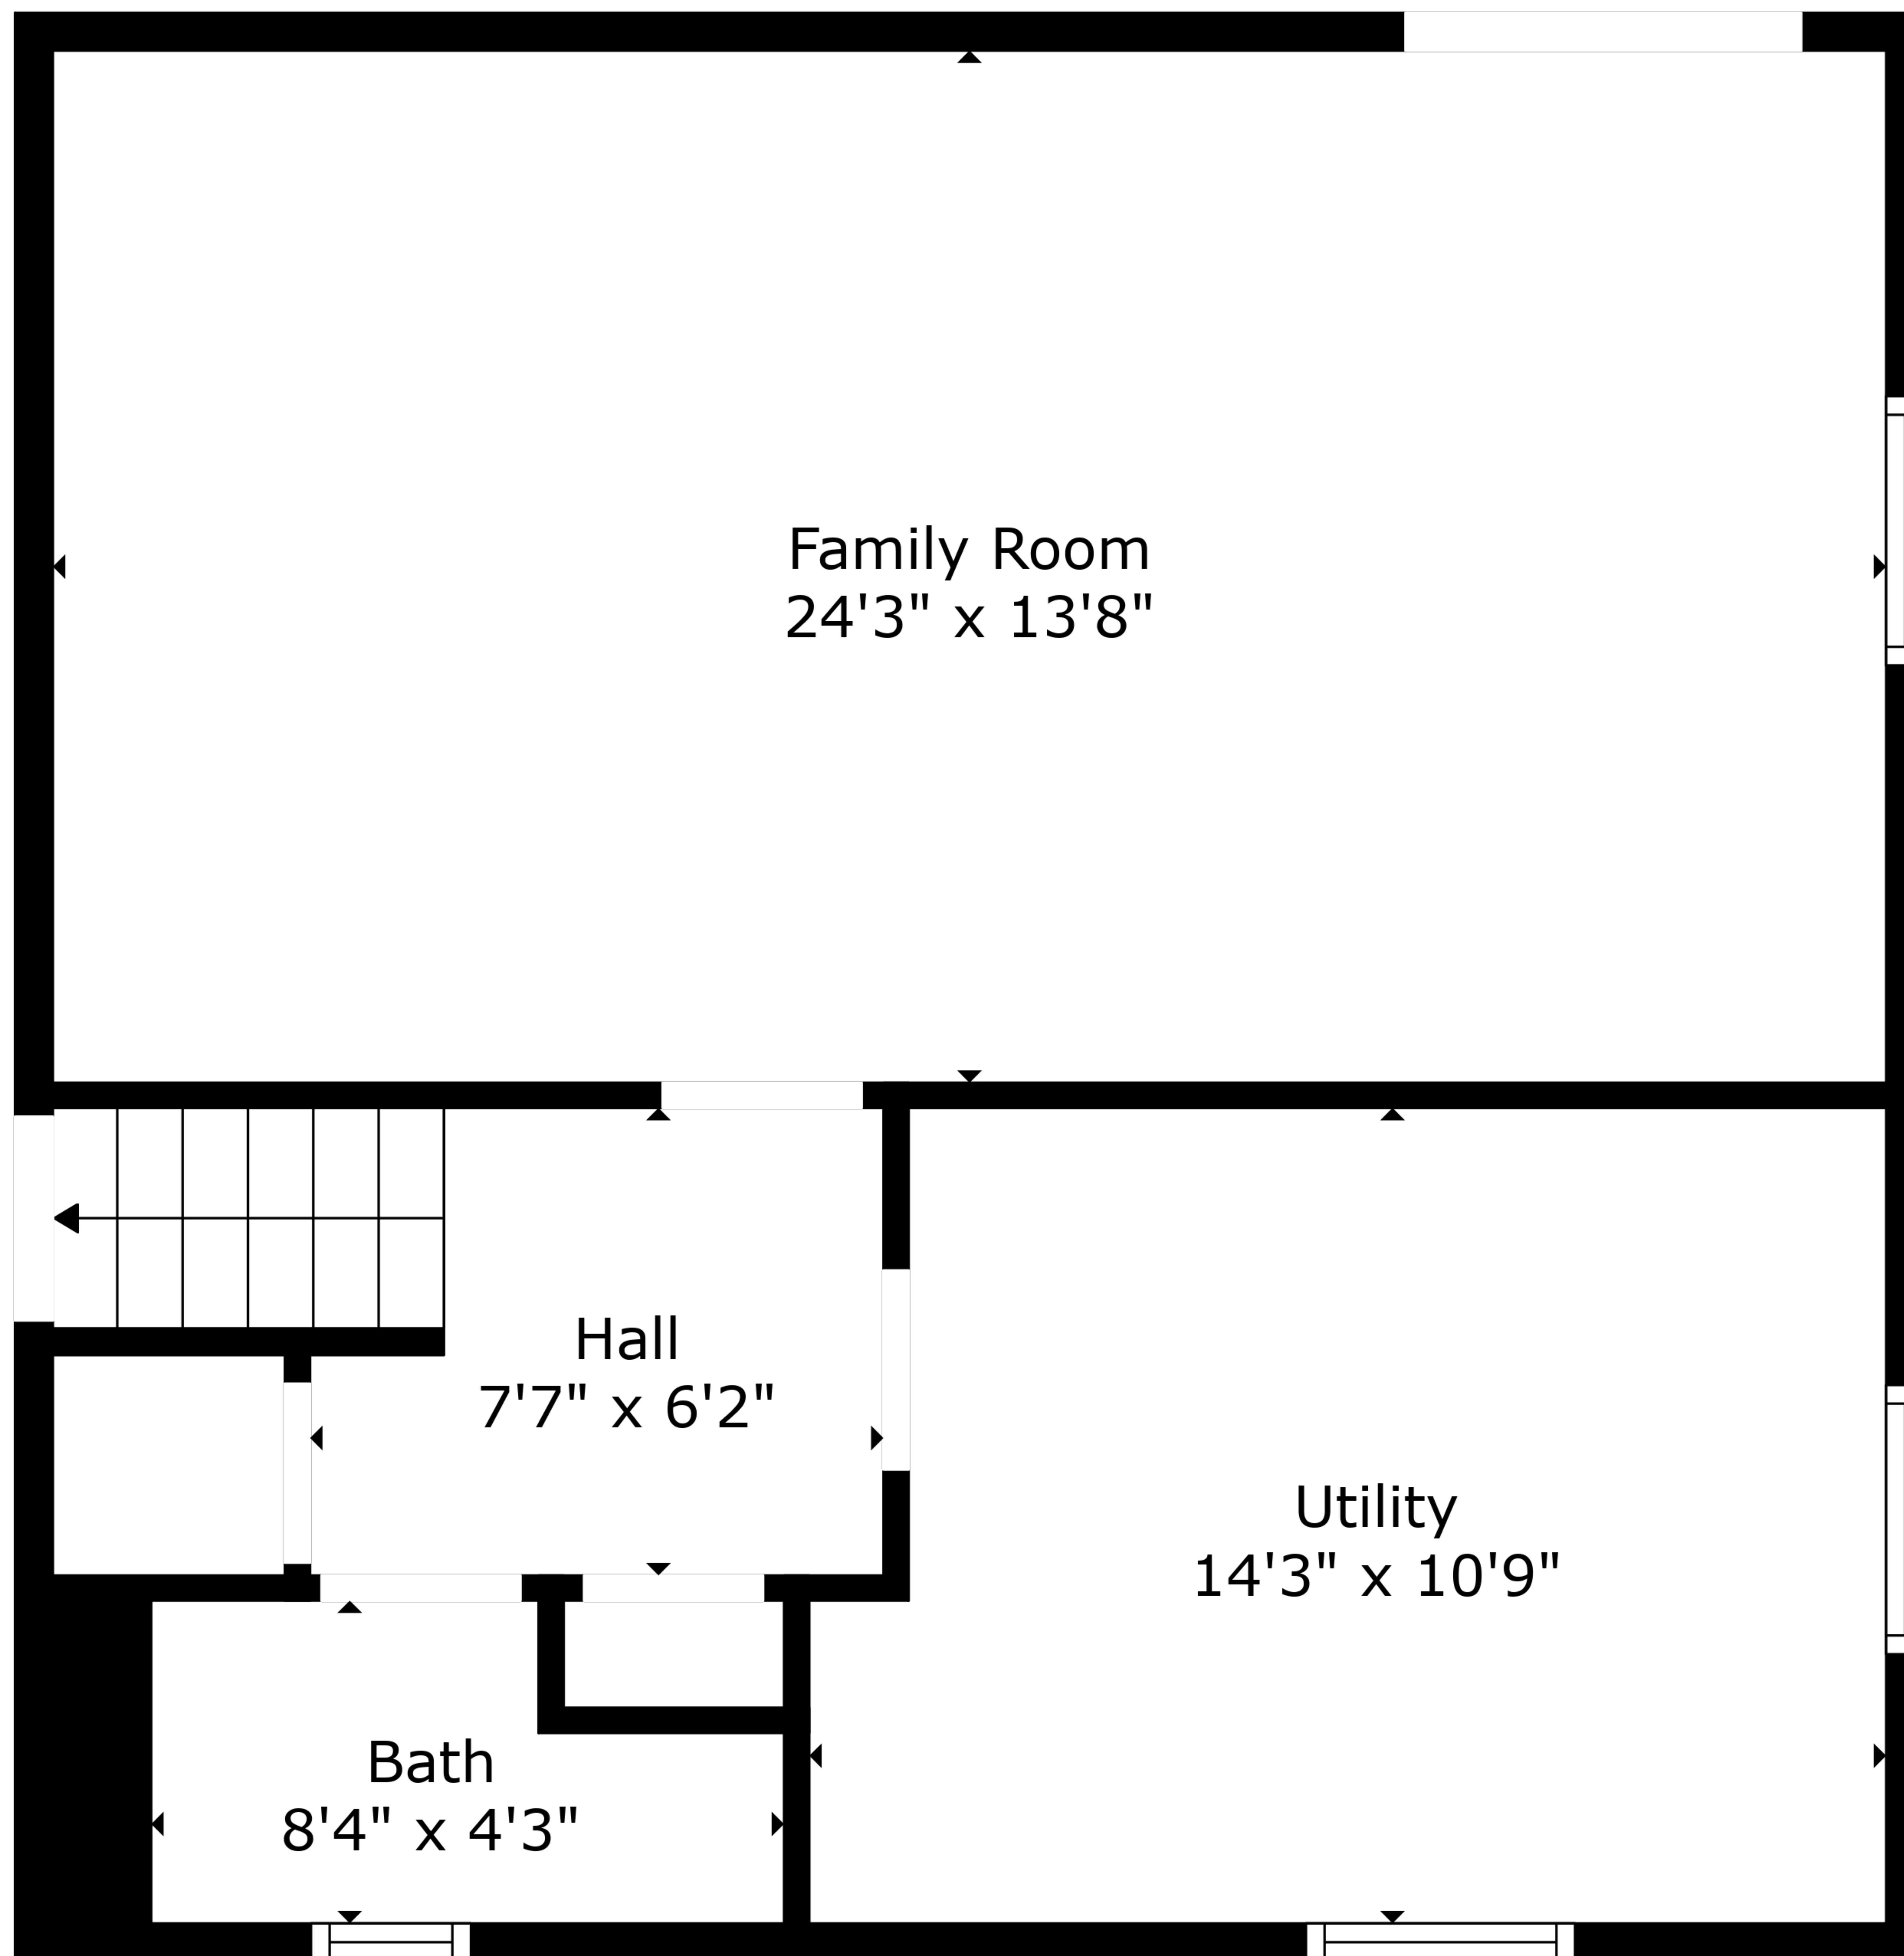 Family Room
24'3" x 13'8"
Hall
7'7" x 6'2"
Utility
14'3" x 10'9"
Bath
8'4" x 4'3"